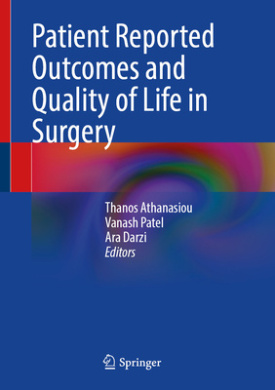 Patient Reported
Outcomes and
Quality of Life in
Surgery
Thanos Athanasiou
Vanash Patel
Ara Darzi
Editors
Springer